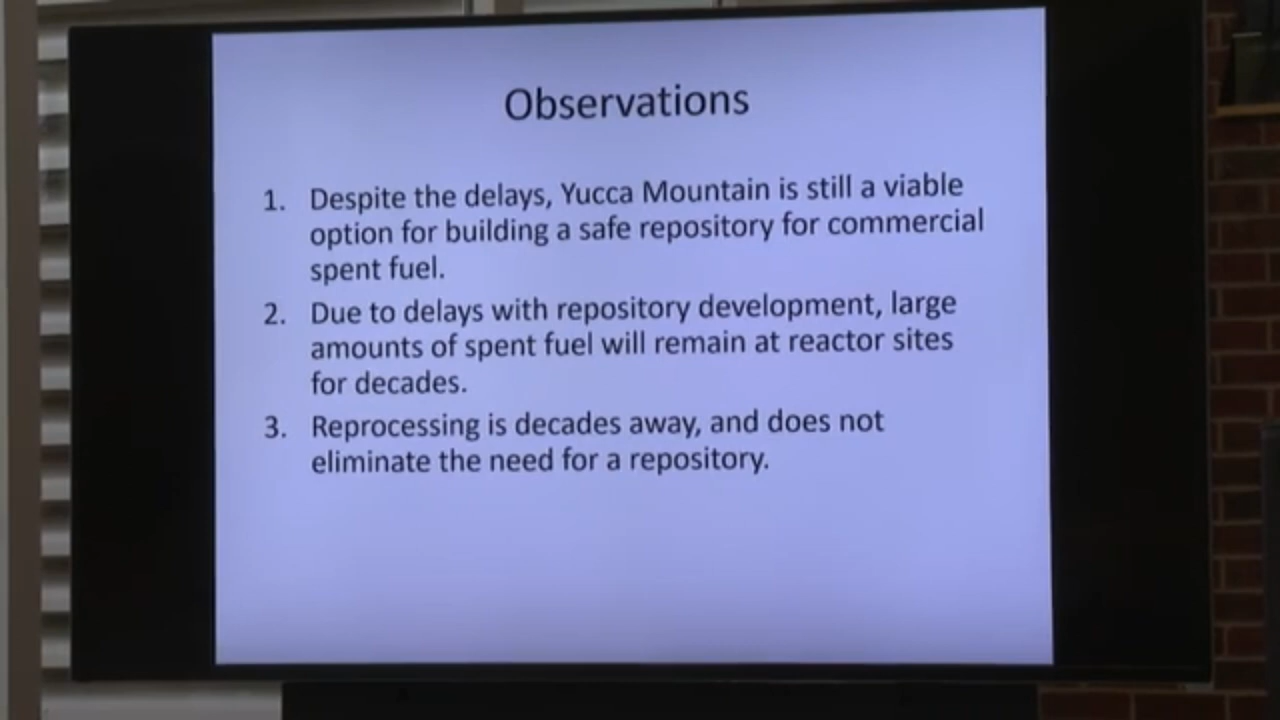 Observations
1. Despite the delays, Yucca Mountain is still a viable
option for building a safe repository for commercial
spent fuel.
2. Due to delays with repository development, large
amounts of spent fuel will remain at reactor sites
for decades.
3. Reprocessing is decades away, and does not
eliminate the need for a repository.